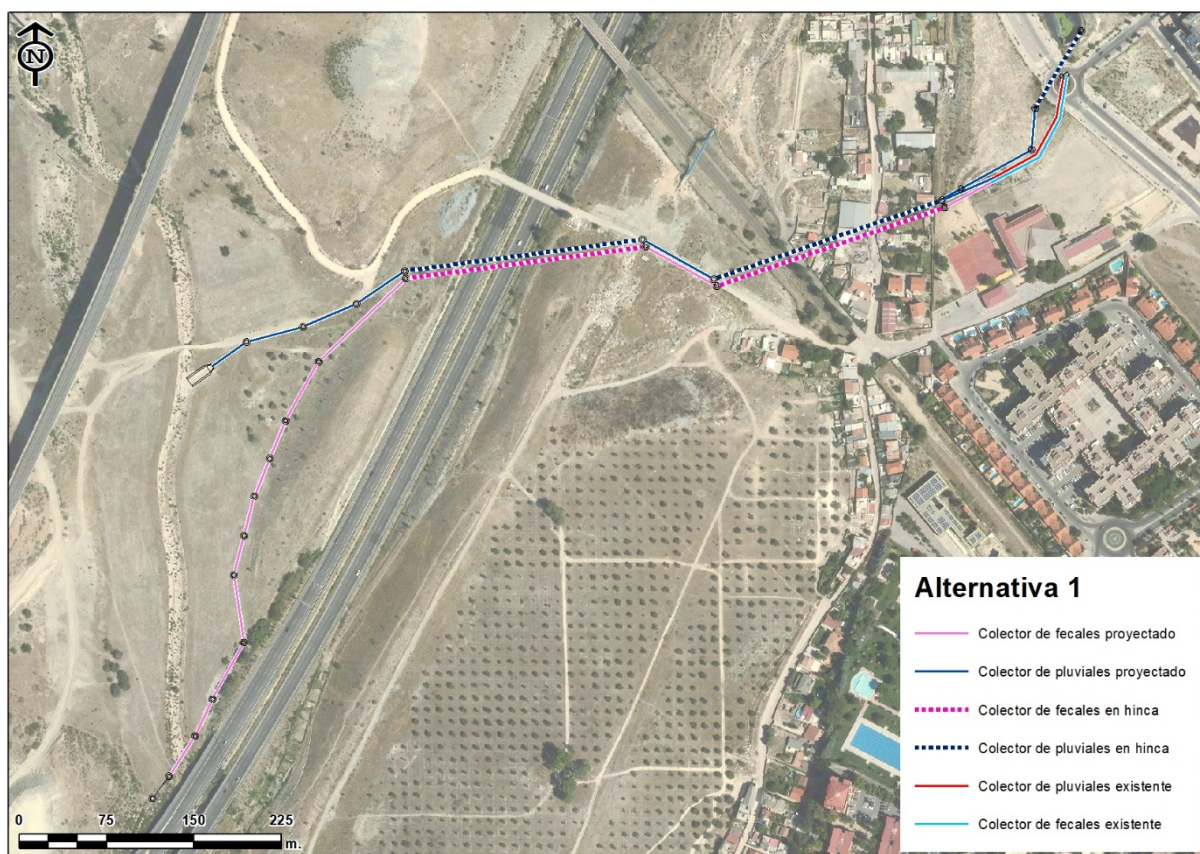 N
Alternativa 1
Colector de fecales proyectado
Colector de pluviales proyectado
Colector de fecales en hinca
Colector de pluviales en hinca
Colector de pluviales existente
Colector de fecales existente
0 75 150 225
m.